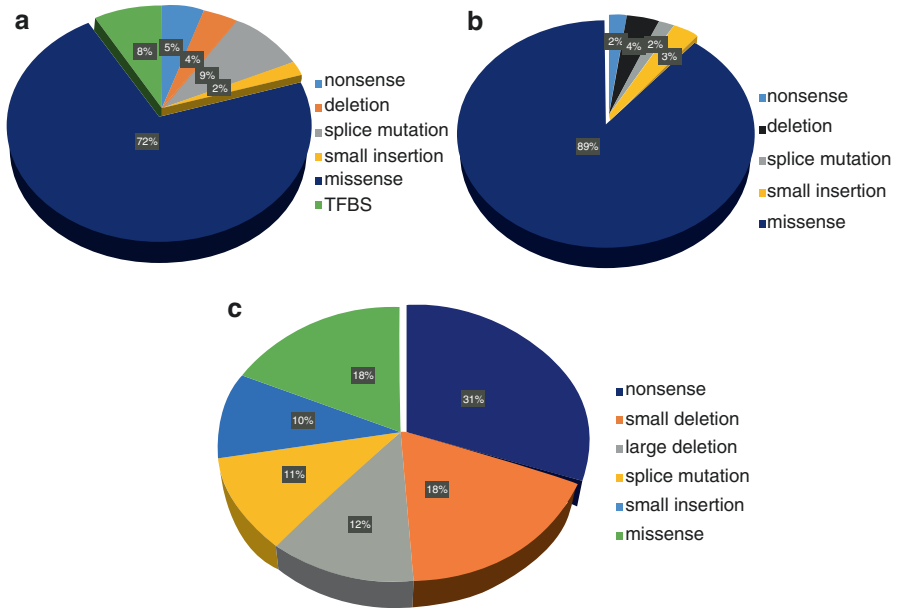 a
8%
5%
4%
9%
2%
72%
nonsense
deletion
splice mutation
small insertion
missense
TFBS
b
2%
4%
2%
3%
89%
nonsense
deletion
splice mutation
small insertion
missense
c
18%
31%
10%
11%
18%
12%
nonsense
small deletion
large deletion
splice mutation
small insertion
missense